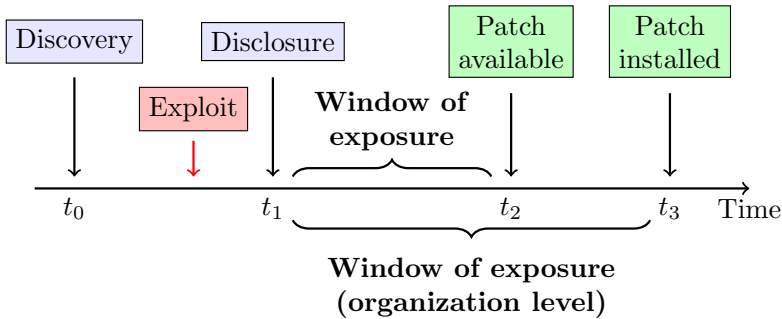 Discovery
Disclosure
Patch
available
Patch
installed
Exploit
Window of
exposure
t0
t1
t2
t3
Time
Window of exposure
(organization level)